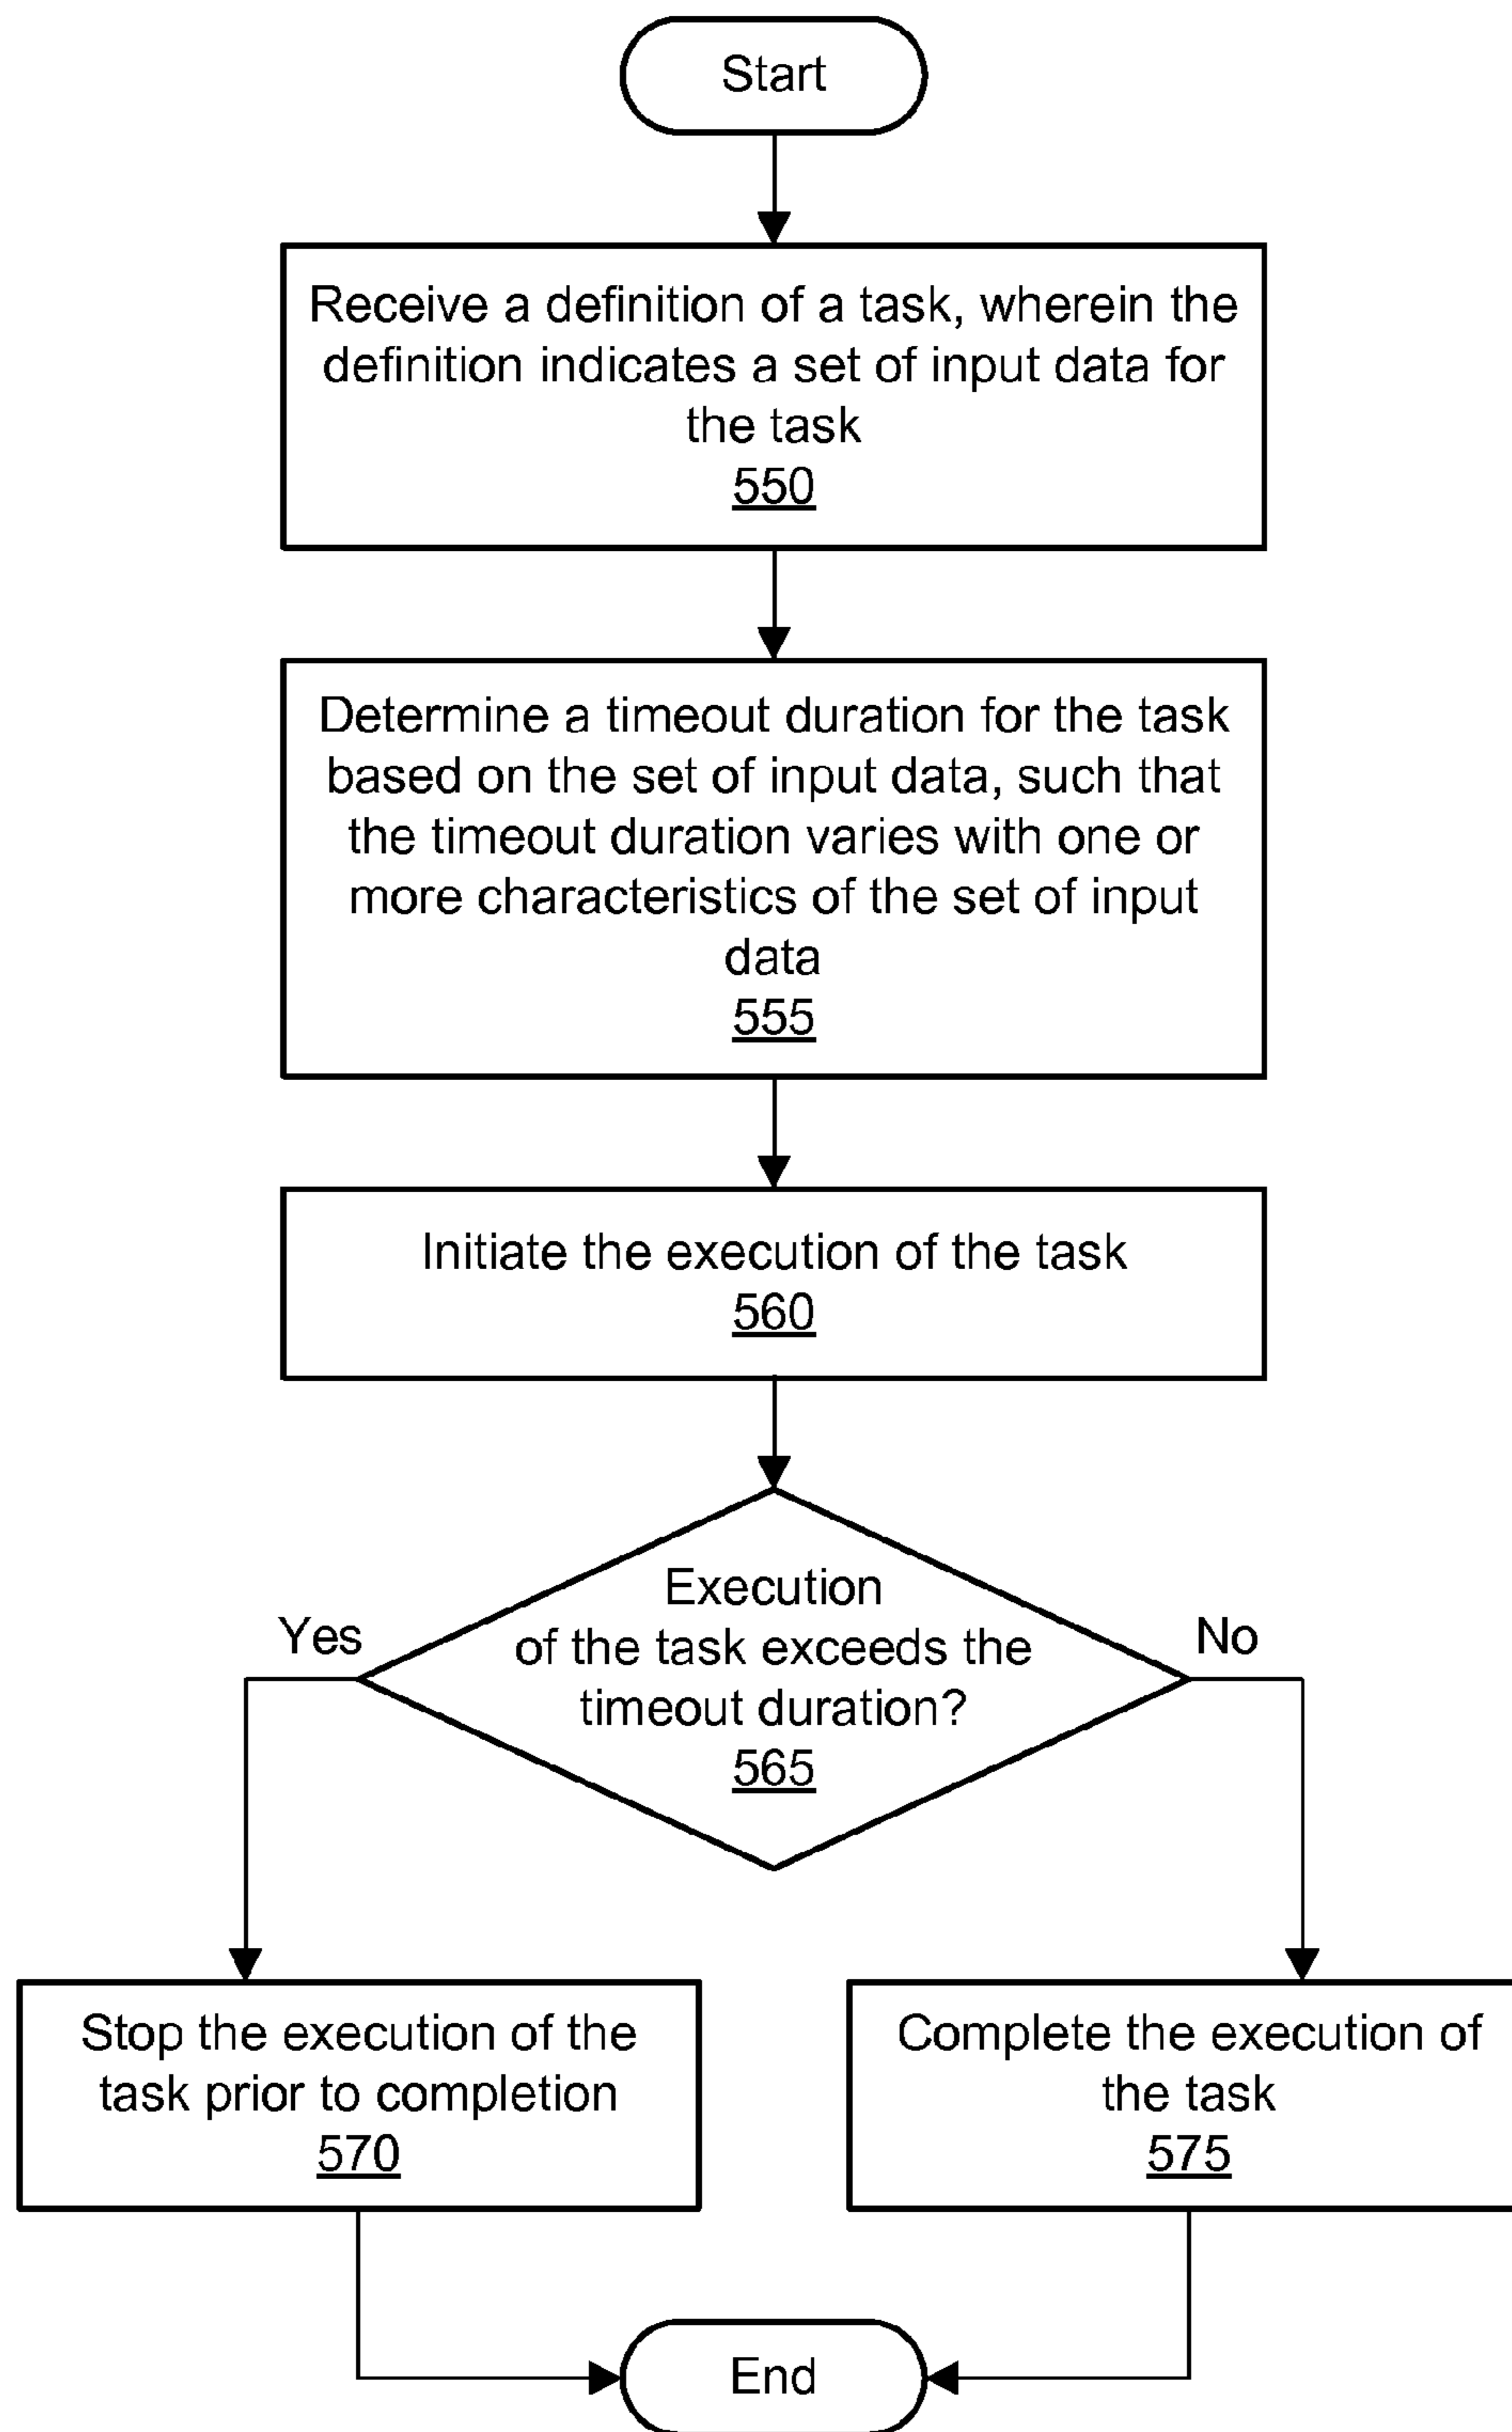 Start
Receive a definition of a task, wherein the
definition indicates a set of input data for
the task
550
Determine a timeout duration for the task
based on the set of input data, such that
the timeout duration varies with one or
more characteristics of the set of input
data
555
Initiate the execution of the task
560
Execution
of the task exceeds the
timeout duration?
565
Yes
No
Stop the execution of the
task prior to completion
570
Complete the execution of
the task
575
End